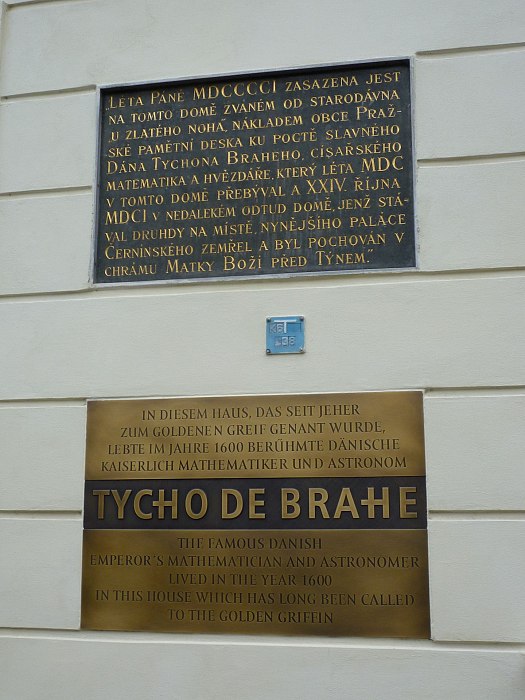 „LÉTA PÁNĚ MDCCCCI ZASAZENA JEST
NA TOMTO DOMĚ ZVANÉM OD STARODÁVNA
„U ZLATÉHO NOHA“, NÁKLADEM OBCE PRAŽ-
SKÉ PAMĚTNÍ DESKA KU POCTĚ SLAVNÉHO
DÁNA TYCHONA BRAHEHO, CÍSAŘSKÉHO
MATEMATIKA A HVĚZDÁŘE, KTERÝ LÉTA MDC
V TOMTO DOMĚ PŘEBÝVAL A XXIV. ŘÍJNA
MDCI V NEDALEKÉM ODTUD DOMĚ, JENŽ STÁ-
VAL DRUHDY NA MÍSTĚ NYNĚJŠÍHO PALÁCE
ČERNÍNSKÉHO ZEMŘEL A BYL POCHOVÁN V
CHRÁMU MATKY BOŽÍ PŘED TÝNEM.“
IN DIESEM HAUS, DAS SEIT JEHER
ZUM GOLDENEN GREIF GENANT WURDE,
LEBTE IM JAHRE 1600 BERÜHMTE DÄNISCHE
KAISERLICH MATHEMATIKER UND ASTRONOM
TYCHO DE BRAHE
THE FAMOUS DANISH
EMPEROR'S MATHEMATICIAN AND ASTRONOMER
LIVED IN THE YEAR 1600
IN THIS HOUSE WHICH HAS LONG BEEN CALLED
TO THE GOLDEN GRIFFIN